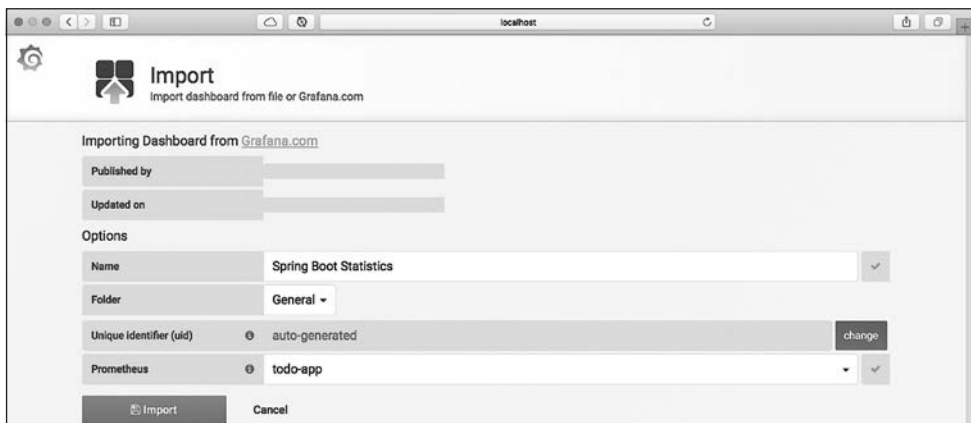 localhost
Import
Import dashboard from file or Grafana.com
Importing Dashboard from Grafana.com
Published by
Updated on
Options
Name Spring Boot Statistics
Folder General
Unique identifier (uid) auto-generated change
Prometheus todo-app
Import Cancel